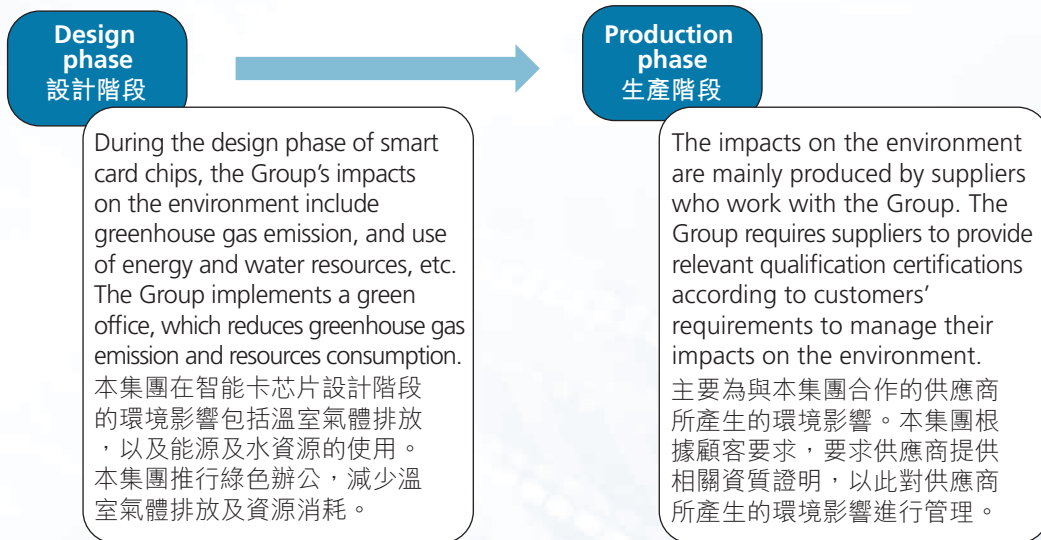 Design
phase
設計階段
During the design phase of smart
card chips, the Group's impacts
on the environment include
greenhouse gas emission, and use
of energy and water resources, etc.
The Group implements a green
office, which reduces greenhouse gas
emission and resources consumption.
本集團在智能卡芯片設計階段
的環境影響包括溫室氣體排放
，以及能源及水資源的使用。
本集團推行綠色辦公，減少溫
室氣體排放及資源消耗。
Production
phase
生產階段
The impacts on the environment
are mainly produced by suppliers
who work with the Group. The
Group requires suppliers to provide
relevant qualification certifications
according to customers'
requirements to manage their
impacts on the environment.
主要為與本集團合作的供應商
所產生的環境影響。本集團根
據顧客要求，要求供應商提供
相關資質證明，以此對供應商
所產生的環境影響進行管理。